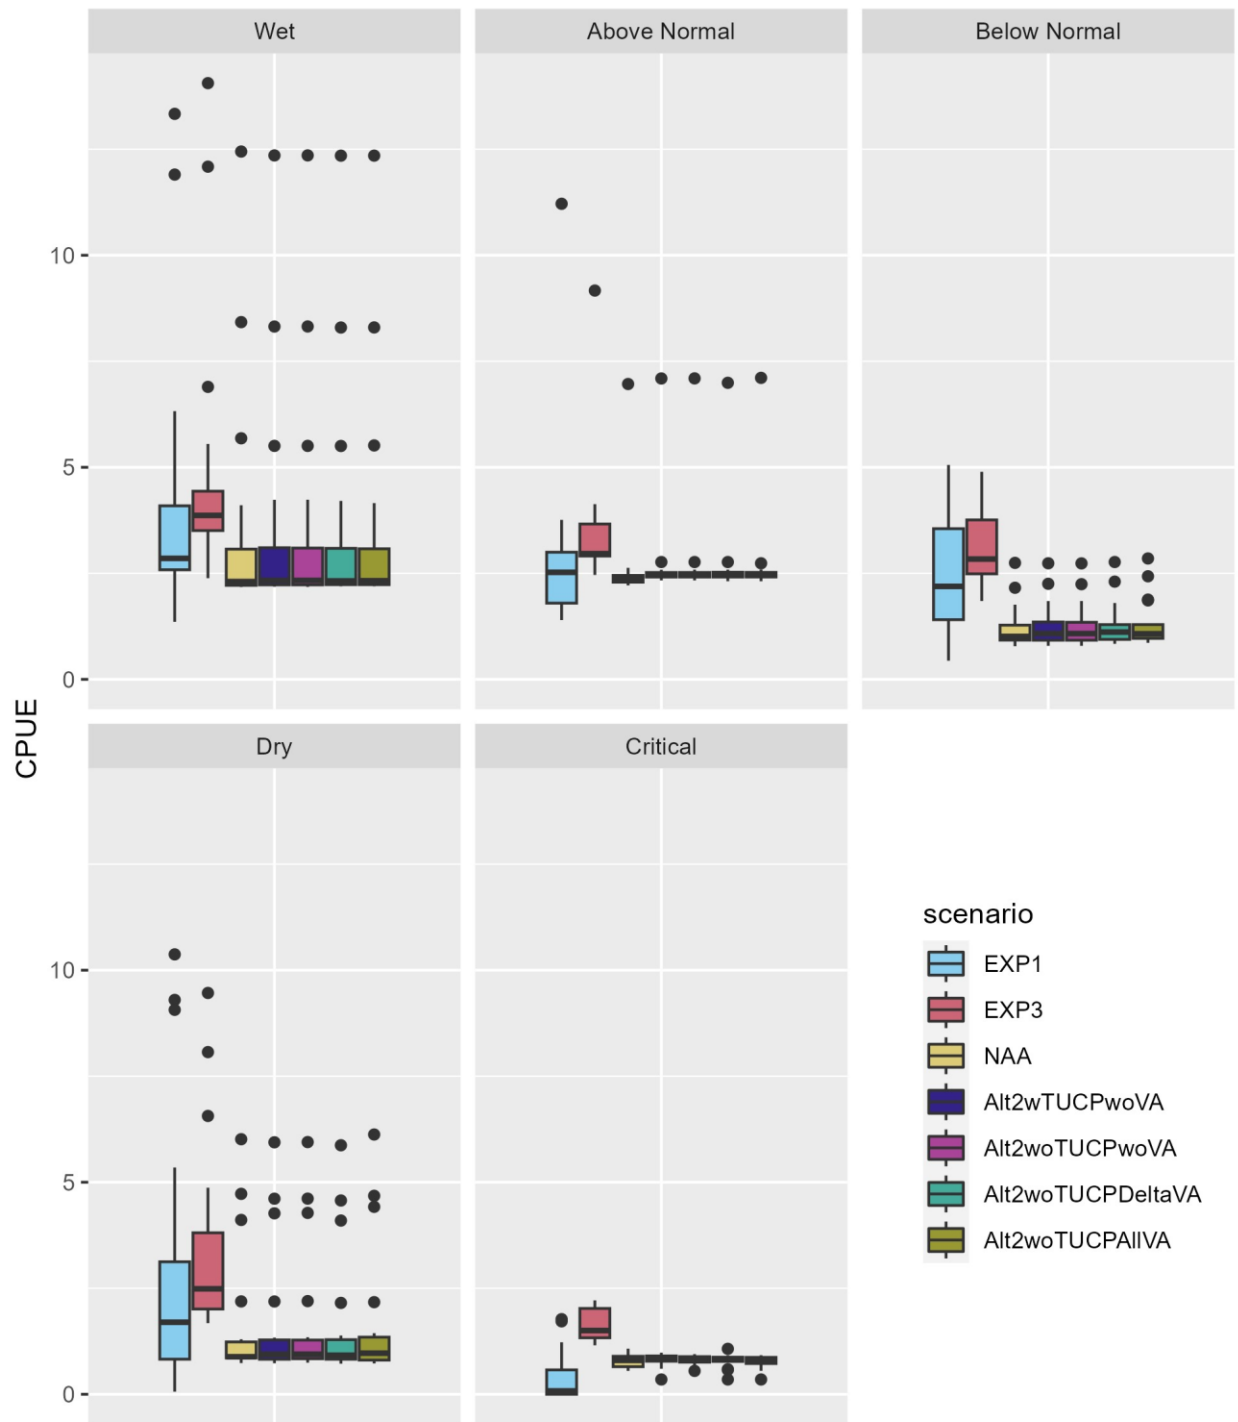 Wet
Above Normal
Below Normal
10
5
0
CPUE
Dry
Critical
10
5
0
scenario
EXP1
EXP3
NAA
Alt2wTUCPwoVA
Alt2woTUCPwoVA
Alt2woTUCPDeltaVA
Alt2woTUCPAllVA